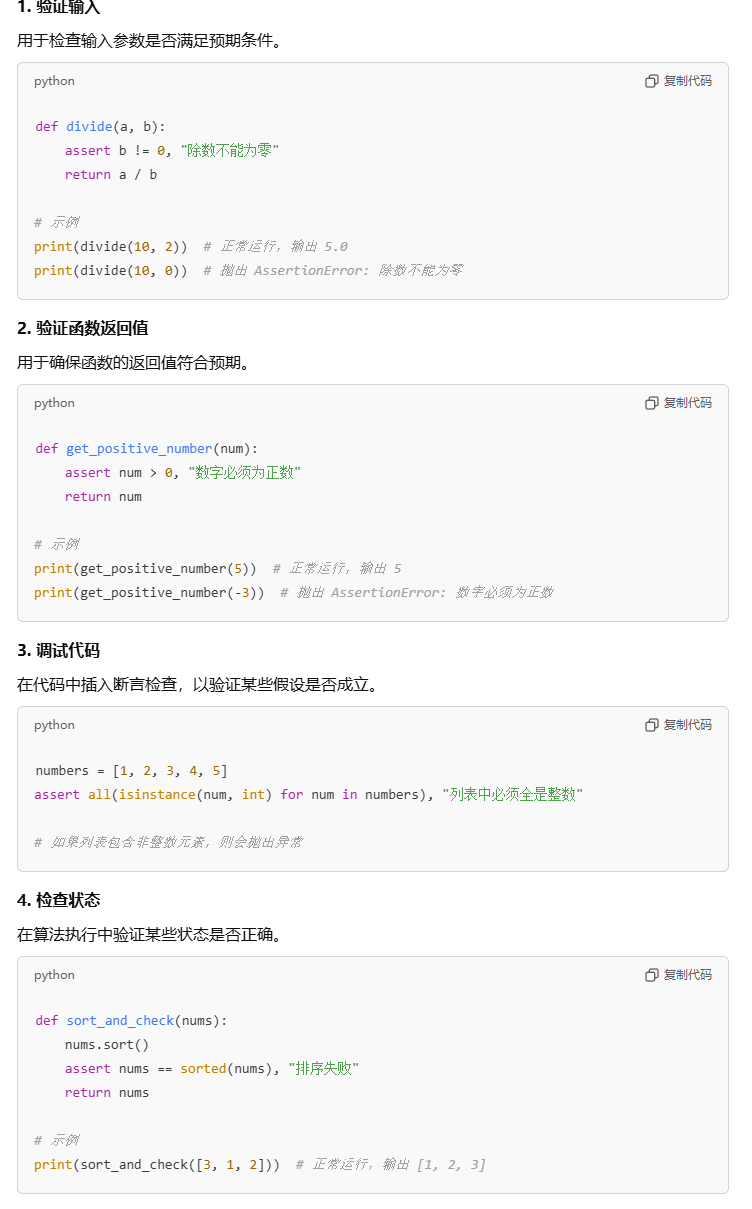 1. 验证输入
用于检查输入参数是否满足预期条件。
python
复制代码
def divide(a, b):
    assert b != 0, "除数不能为零"
    return a / b
# 示例
print(divide(10, 2))  # 正常运行，输出 5.0
print(divide(10, 0))  # 抛出 AssertionError: 除数不能为零
2. 验证函数返回值
用于确保函数的返回值符合预期。
python
复制代码
def get_positive_number(num):
    assert num > 0, "数字必须为正数"
    return num
# 示例
print(get_positive_number(5))  # 正常运行，输出 5
print(get_positive_number(-3))  # 抛出 AssertionError: 数字必须为正数
3. 调试代码
在代码中插入断言检查，以验证某些假设是否成立。
python
复制代码
numbers = [1, 2, 3, 4, 5]
assert all(isinstance(num, int) for num in numbers), "列表中必须全是整数"
# 如果列表包含非整数元素，则会抛出异常
4. 检查状态
在算法执行中验证某些状态是否正确。
python
复制代码
def sort_and_check(nums):
    nums.sort()
    assert nums == sorted(nums), "排序失败"
    return nums
# 示例
print(sort_and_check([3, 1, 2]))  # 正常运行，输出 [1, 2, 3]